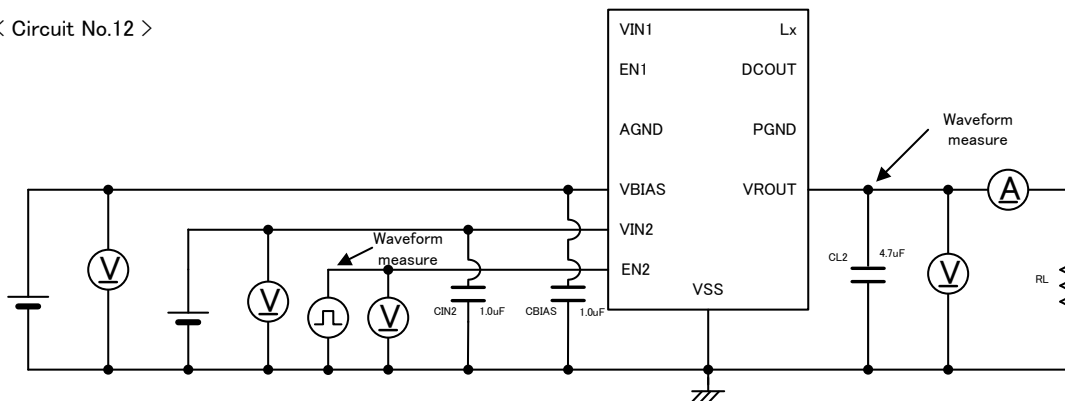 < Circuit No.12 >
VIN1
Lx
EN1
DCOUT
AGND
PGND
Waveform
measure
VBIAS
VROUT
A
VIN2
Waveform
measure
EN2
V
V
V
CIN2
1.0uF
CBIAS
1.0uF
VSS
CL2
4.7uF
V
RL